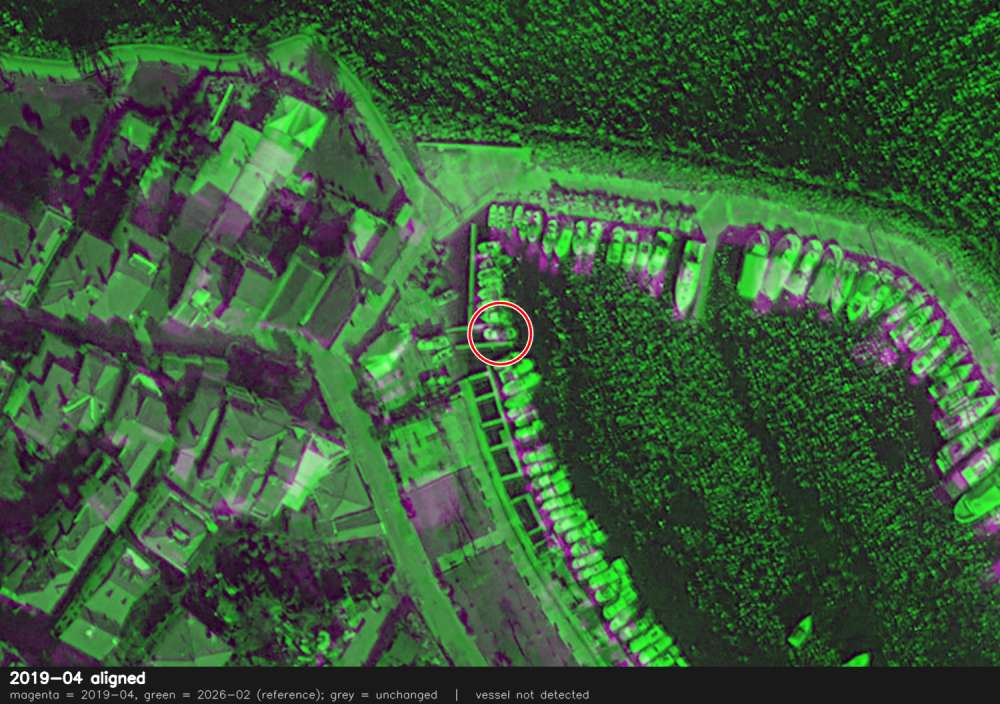 2019-04 aligned
magenta = 2019-04, green = 2026-02 (reference); grey = unchanged | vessel not detected